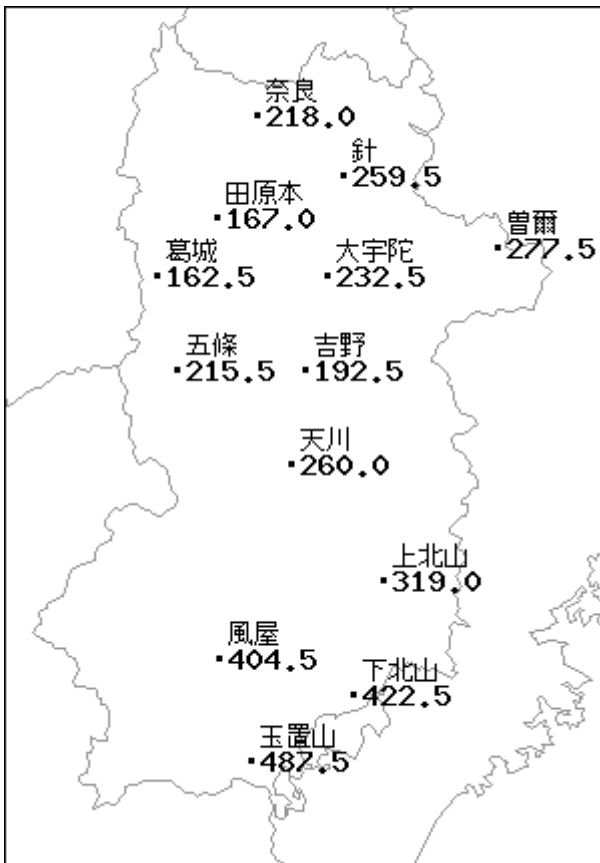 奈良
218.0
針
259.5
田原本
167.0
曽爾
277.5
葛城
162.5
大宇陀
232.5
五條
215.5
吉野
192.5
天川
260.0
上北山
319.0
風屋
404.5
下北山
422.5
玉置山
487.5